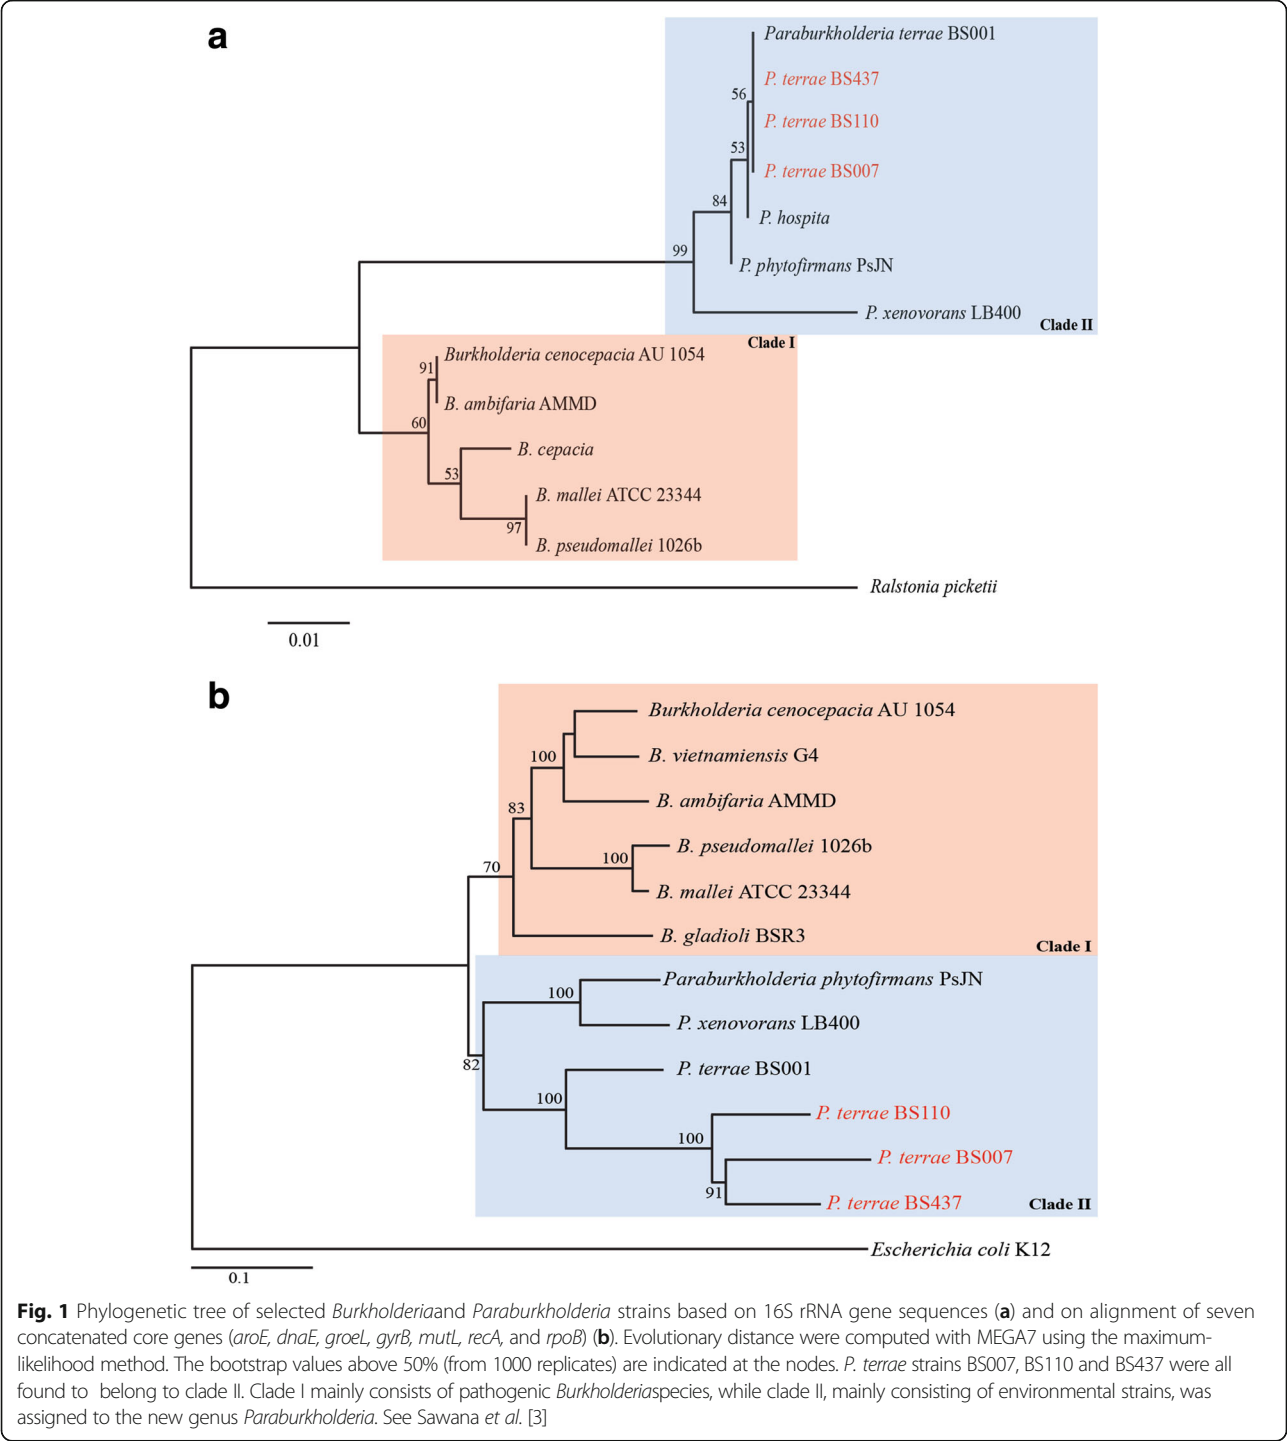 a
Paraburkholderia terrae BS001
P. terrae BS437
56
P. terrae BS110
53
P. terrae BS007
84
P. hospita
99
P. phytofirmans PsJN
P. xenovorans LB400
Clade II
Clade I
Burkholderia cenocepacia AU 1054
91
B. ambifaria AMMD
60
B. cepacia
53
B. mallei ATCC 23344
97
B. pseudomallei 1026b
Ralstonia picketii
0.01
b
Burkholderia cenocepacia AU 1054
100
B. vietnamiensis G4
B. ambifaria AMMD
83
B. pseudomallei 1026b
100
70
B. mallei ATCC 23344
B. gladioli BSR3
Clade I
Paraburkholderia phytofirmans PsJN
100
P. xenovorans LB400
82
P. terrae BS001
100
P. terrae BS110
100
P. terrae BS007
91
P. terrae BS437
Clade II
Escherichia coli K12
0.1
Fig. 1 Phylogenetic tree of selected Burkholderiaand Paraburkholderia strains based on 16S rRNA gene sequences (a) and on alignment of seven
concatenated core genes (aroE, dnaE, groeL, gyrB, mutL, recA, and rpoB) (b). Evolutionary distance were computed with MEGA7 using the maximum-
likelihood method. The bootstrap values above 50% (from 1000 replicates) are indicated at the nodes. P. terrae strains BS007, BS110 and BS437 were all
found to belong to clade II. Clade I mainly consists of pathogenic Burkholderiaspecies, while clade II, mainly consisting of environmental strains, was
assigned to the new genus Paraburkholderia. See Sawana et al. [3]